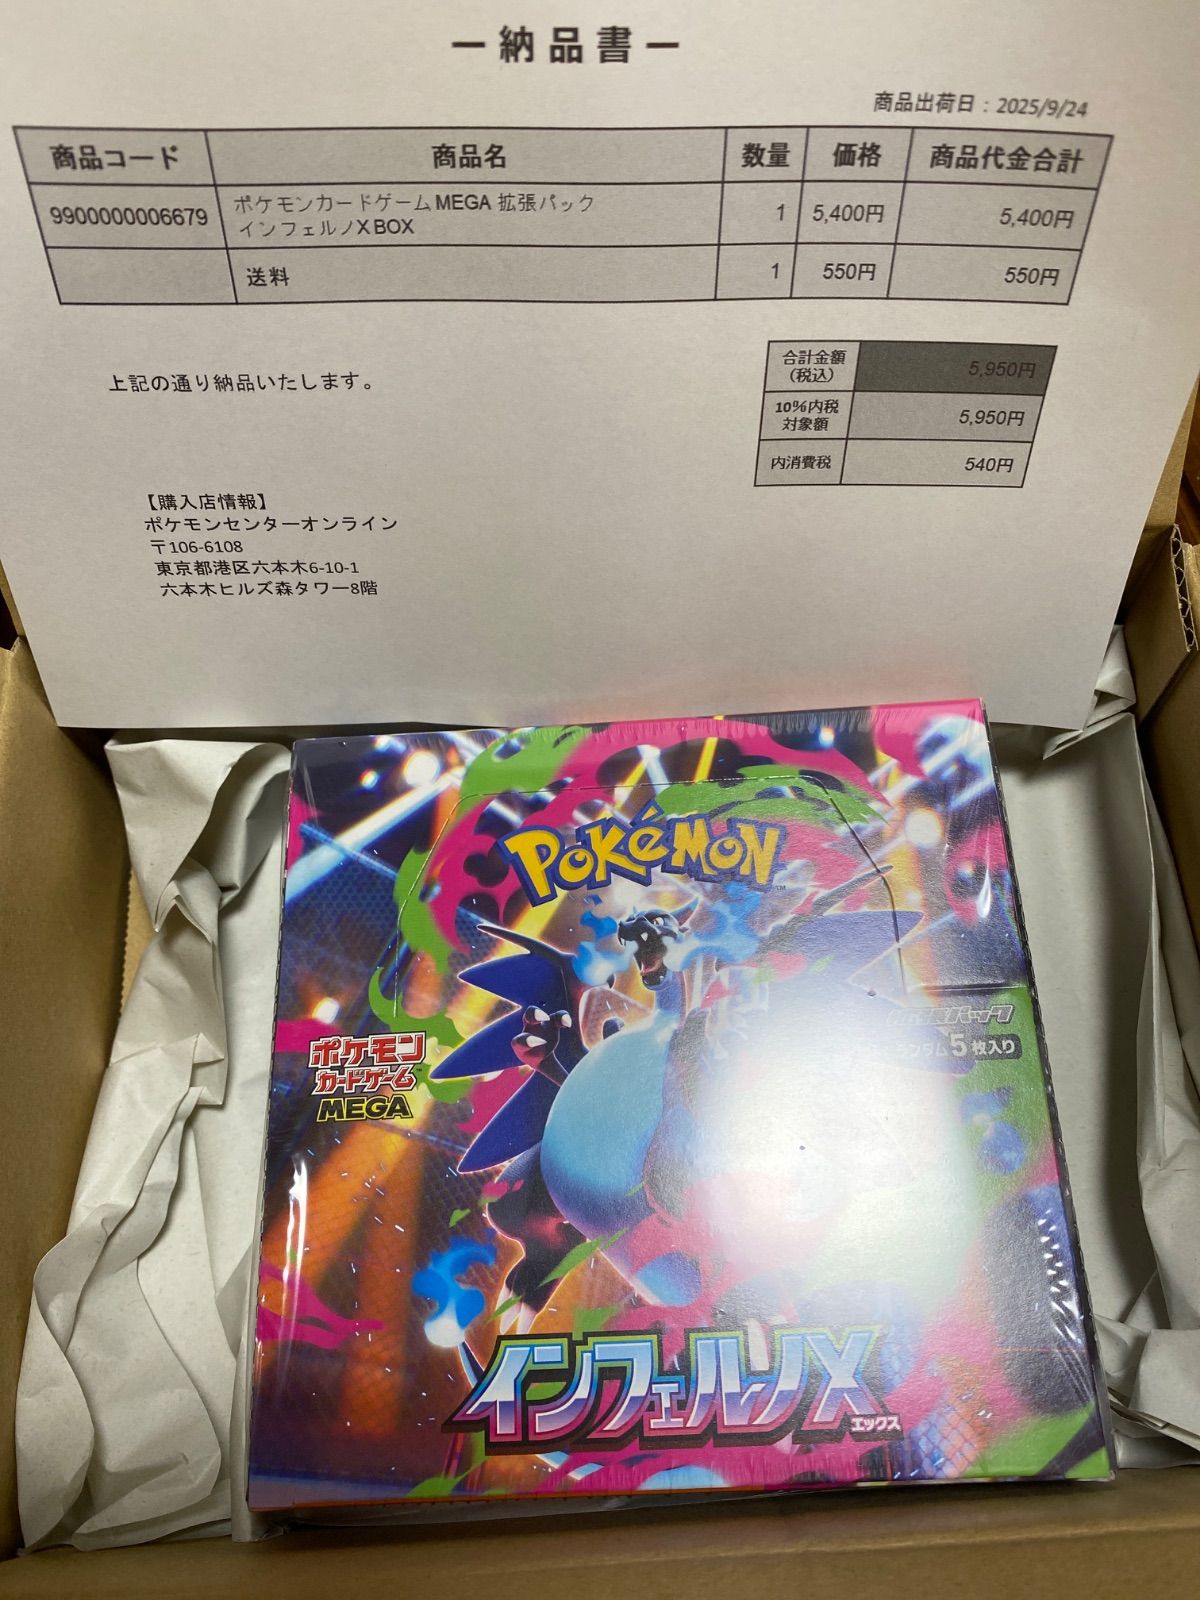 ー納品書ー
商品出荷日：2025/9/24
商品コード 商品名 数量 価格 商品代金合計
9900000006679 ポケモンカードゲームMEGA 拡張パック 1 5,400円 5,400円
インフェルノX BOX
送料 1 550円 550円
合計金額 5,950円
（税込）
10%内税 5,950円
対象額
内消費税 540円
上記の通り納品いたします。
【購入店情報】
ポケモンセンターオンライン
〒106-6108
東京都港区六本木6-10-1
六本木ヒルズ森タワー8階
POKéMON
TM
パック
5枚入り
ポケモン
カードゲーム
MEGA
インフェルノX
エックス